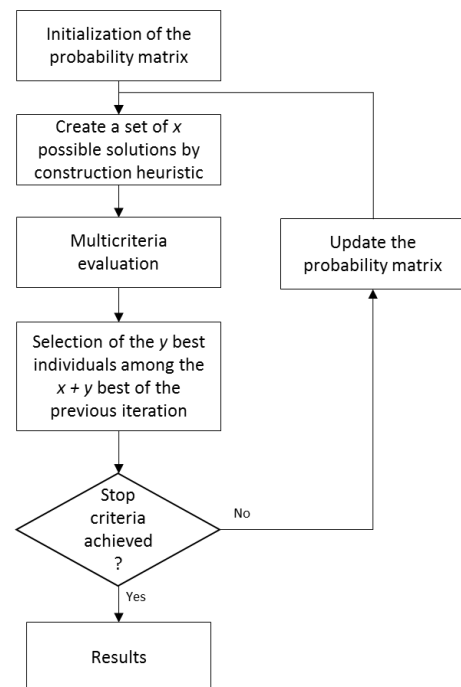 Initialization of the
probability matrix
Create a set of x
possible solutions by
construction heuristic
Multicriteria
evaluation
Update the
probability matrix
Selection of the y best
individuals among the
x + y best of the
previous iteration
Stop
criteria
achieved
?
No
Yes
Results